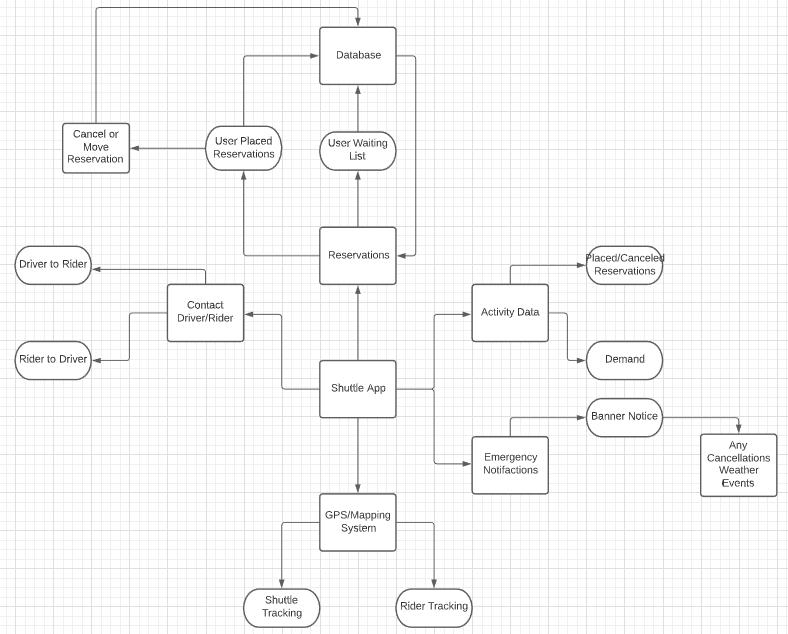 Database
Cancel or
Move
Reservation
User Placed
Reservations
User Waiting
List
Reservations
Driver to Rider
Placed/Canceled
Reservations
Contact
Driver/Rider
Activity Data
Rider to Driver
Demand
Shuttle App
Banner Notice
Emergency
Notifactions
Any
Cancellations
Weather
Events
GPS/Mapping
System
Shuttle
Tracking
Rider Tracking